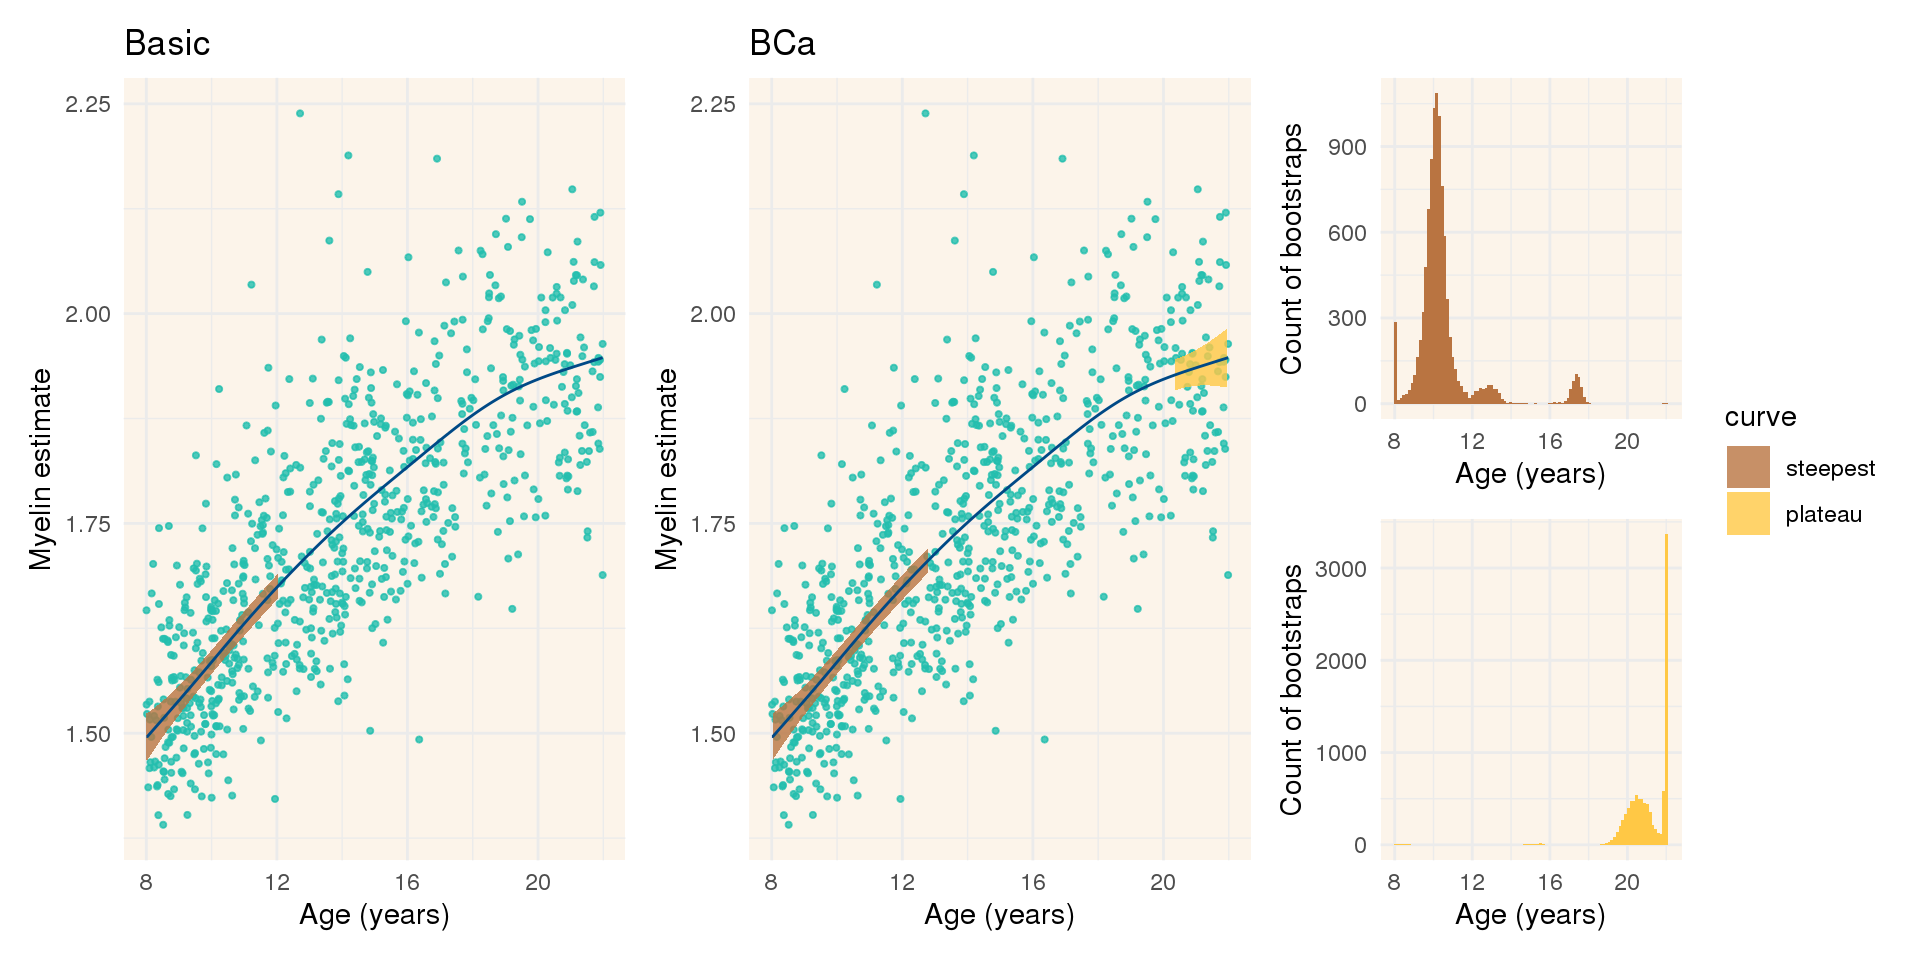 Basic
2.25
2.00
1.75
1.50
Myelin estimate
8 12 16 20
Age (years)
BCa
2.25
2.00
1.75
1.50
Myelin estimate
8 12 16 20
Age (years)
900
600
300
0
Count of bootstraps
8 12 16 20
Age (years)
3000
2000
1000
0
Count of bootstraps
8 12 16 20
Age (years)
curve
steepest
plateau